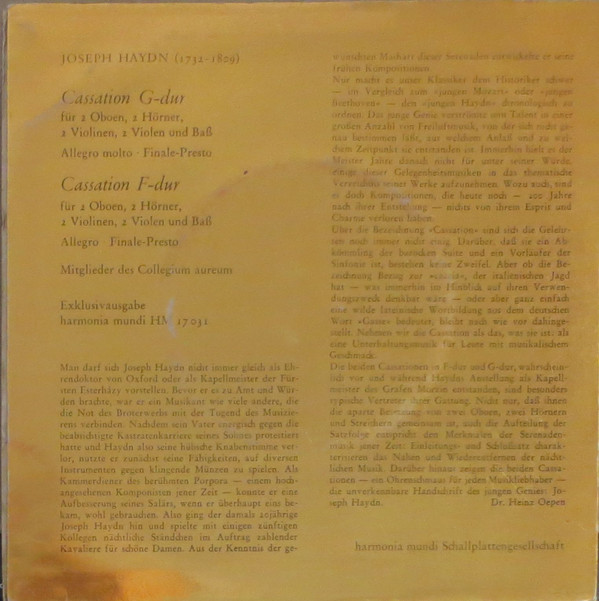 JOSEPH HAYDN (1732-1809)
Cassation G-dur
für 2 Oboen, 2 Hörner,
2 Violinen, 2 Violen und Baß
Allegro molto · Finale-Presto
Cassation F-dur
für 2 Oboen, 2 Hörner,
2 Violinen, 2 Violen und Baß
Allegro · Finale-Presto
Mitglieder des Collegium aureum
Exklusivausgabe
harmonia mundi HM 17031
Man darf sich Joseph Haydn nicht immer gleich als Eh-
rendoktor von Oxford oder als Kapellmeister der Für-
sten Esterházy vorstellen. Bevor er es zu Amt und Wür-
den brachte, war er ein Musikant wie viele andere, die
die Not des Broterwerbs mit der Tugend des Musizie-
rens verbinden. Nachdem sein Vater energisch gegen die
beabsichtigte Kastratenkarriere seines Sohnes protestiert
hatte und Haydn also seine hübsche Knabenstimme ver-
lor, nutzte er zunächst seine Fähigkeiten, auf diversen
Instrumenten gegen klingende Münzen zu spielen. Als
Kammerdiener des berühmten Porpora — einem hoch-
angesehenen Komponisten jener Zeit — konnte er eine
Aufbesserung seines Salärs, wenn er überhaupt eins be-
kam, wohl gebrauchen. Also ging der damals 20jährige
Joseph Haydn hin und spielte mit einigen zünftigen
Kollegen nächtliche Ständchen im Auftrag zahlender
Kavaliere für schöne Damen. Aus der Kenntnis der ge-
wünschten Machart dieser Serenaden entwickelte er seine
frühen Kompositionen.
Nur macht es unser Klassiker dem Historiker schwer
— im Vergleich zum »jungen Mozart« oder »jungen
Beethoven« — den »jungen Haydn« chronologisch zu
ordnen. Das junge Genie verströmte sein Talent in einer
großen Anzahl von Freiluftmusik, von der sich nicht ge-
nau bestimmen läßt, aus welchem Anlaß und zu wel-
chem Zeitpunkt sie entstanden ist. Immerhin hielt es der
Meister Jahre danach nicht für unter seiner Würde,
einige dieser Gelegenheitsmusiken in das thematische
Verzeichnis seiner Werke aufzunehmen. Wozu auch, sind
es doch Kompositionen, die heute noch — 200 Jahre
nach ihrer Entstehung — nichts von ihrem Esprit und
Charme verloren haben.
Über die Bezeichnung »Cassation« sind sich die Gelehr-
ten noch immer nicht einig. Darüber, daß sie ein Ab-
kömmling der barocken Suite und ein Vorläufer der
Sinfonie ist, bestehen keine Zweifel. Aber ob die Be-
zeichnung Bezug zur »caccia«, der italienischen Jagd
hat — was immerhin im Hinblick auf ihren Verwen-
dungszweck denkbar wäre — oder aber ganz einfach
eine wilde lateinische Wortbildung aus dem deutschen
Wort »Gasse« bedeutet, bleibt nach wie vor dahinge-
stellt. Nehmen wir die Cassation als das, was sie ist: als
eine Unterhaltungsmusik für Leute mit musikalischem
Geschmack.
Die beiden Cassationen in F-dur und G-dur, wahrschein-
lich vor und während Haydns Anstellung als Kapell-
meister des Grafen Morzin entstanden, sind besonders
typische Vertreter ihrer Gattung. Nicht nur, daß ihnen
die aparte Besetzung von zwei Oboen, zwei Hörnern
und Streichern gemeinsam ist, auch die Aufteilung der
Satzfolge entspricht den Merkmalen der Serenaden-
musik jener Zeit: Einleitungs- und Schlußsatz charak-
terisieren das Nahen und Wiederentfernen der nächt-
lichen Musik. Darüber hinaus zeigen die beiden Cassa-
tionen — ein Ohrenschmaus für jeden Musikliebhaber —
die unverkennbare Handschrift des jungen Genies: Jo-
seph Haydn. Dr. Heinz Oepen
harmonia mundi Schallplattengesellschaft